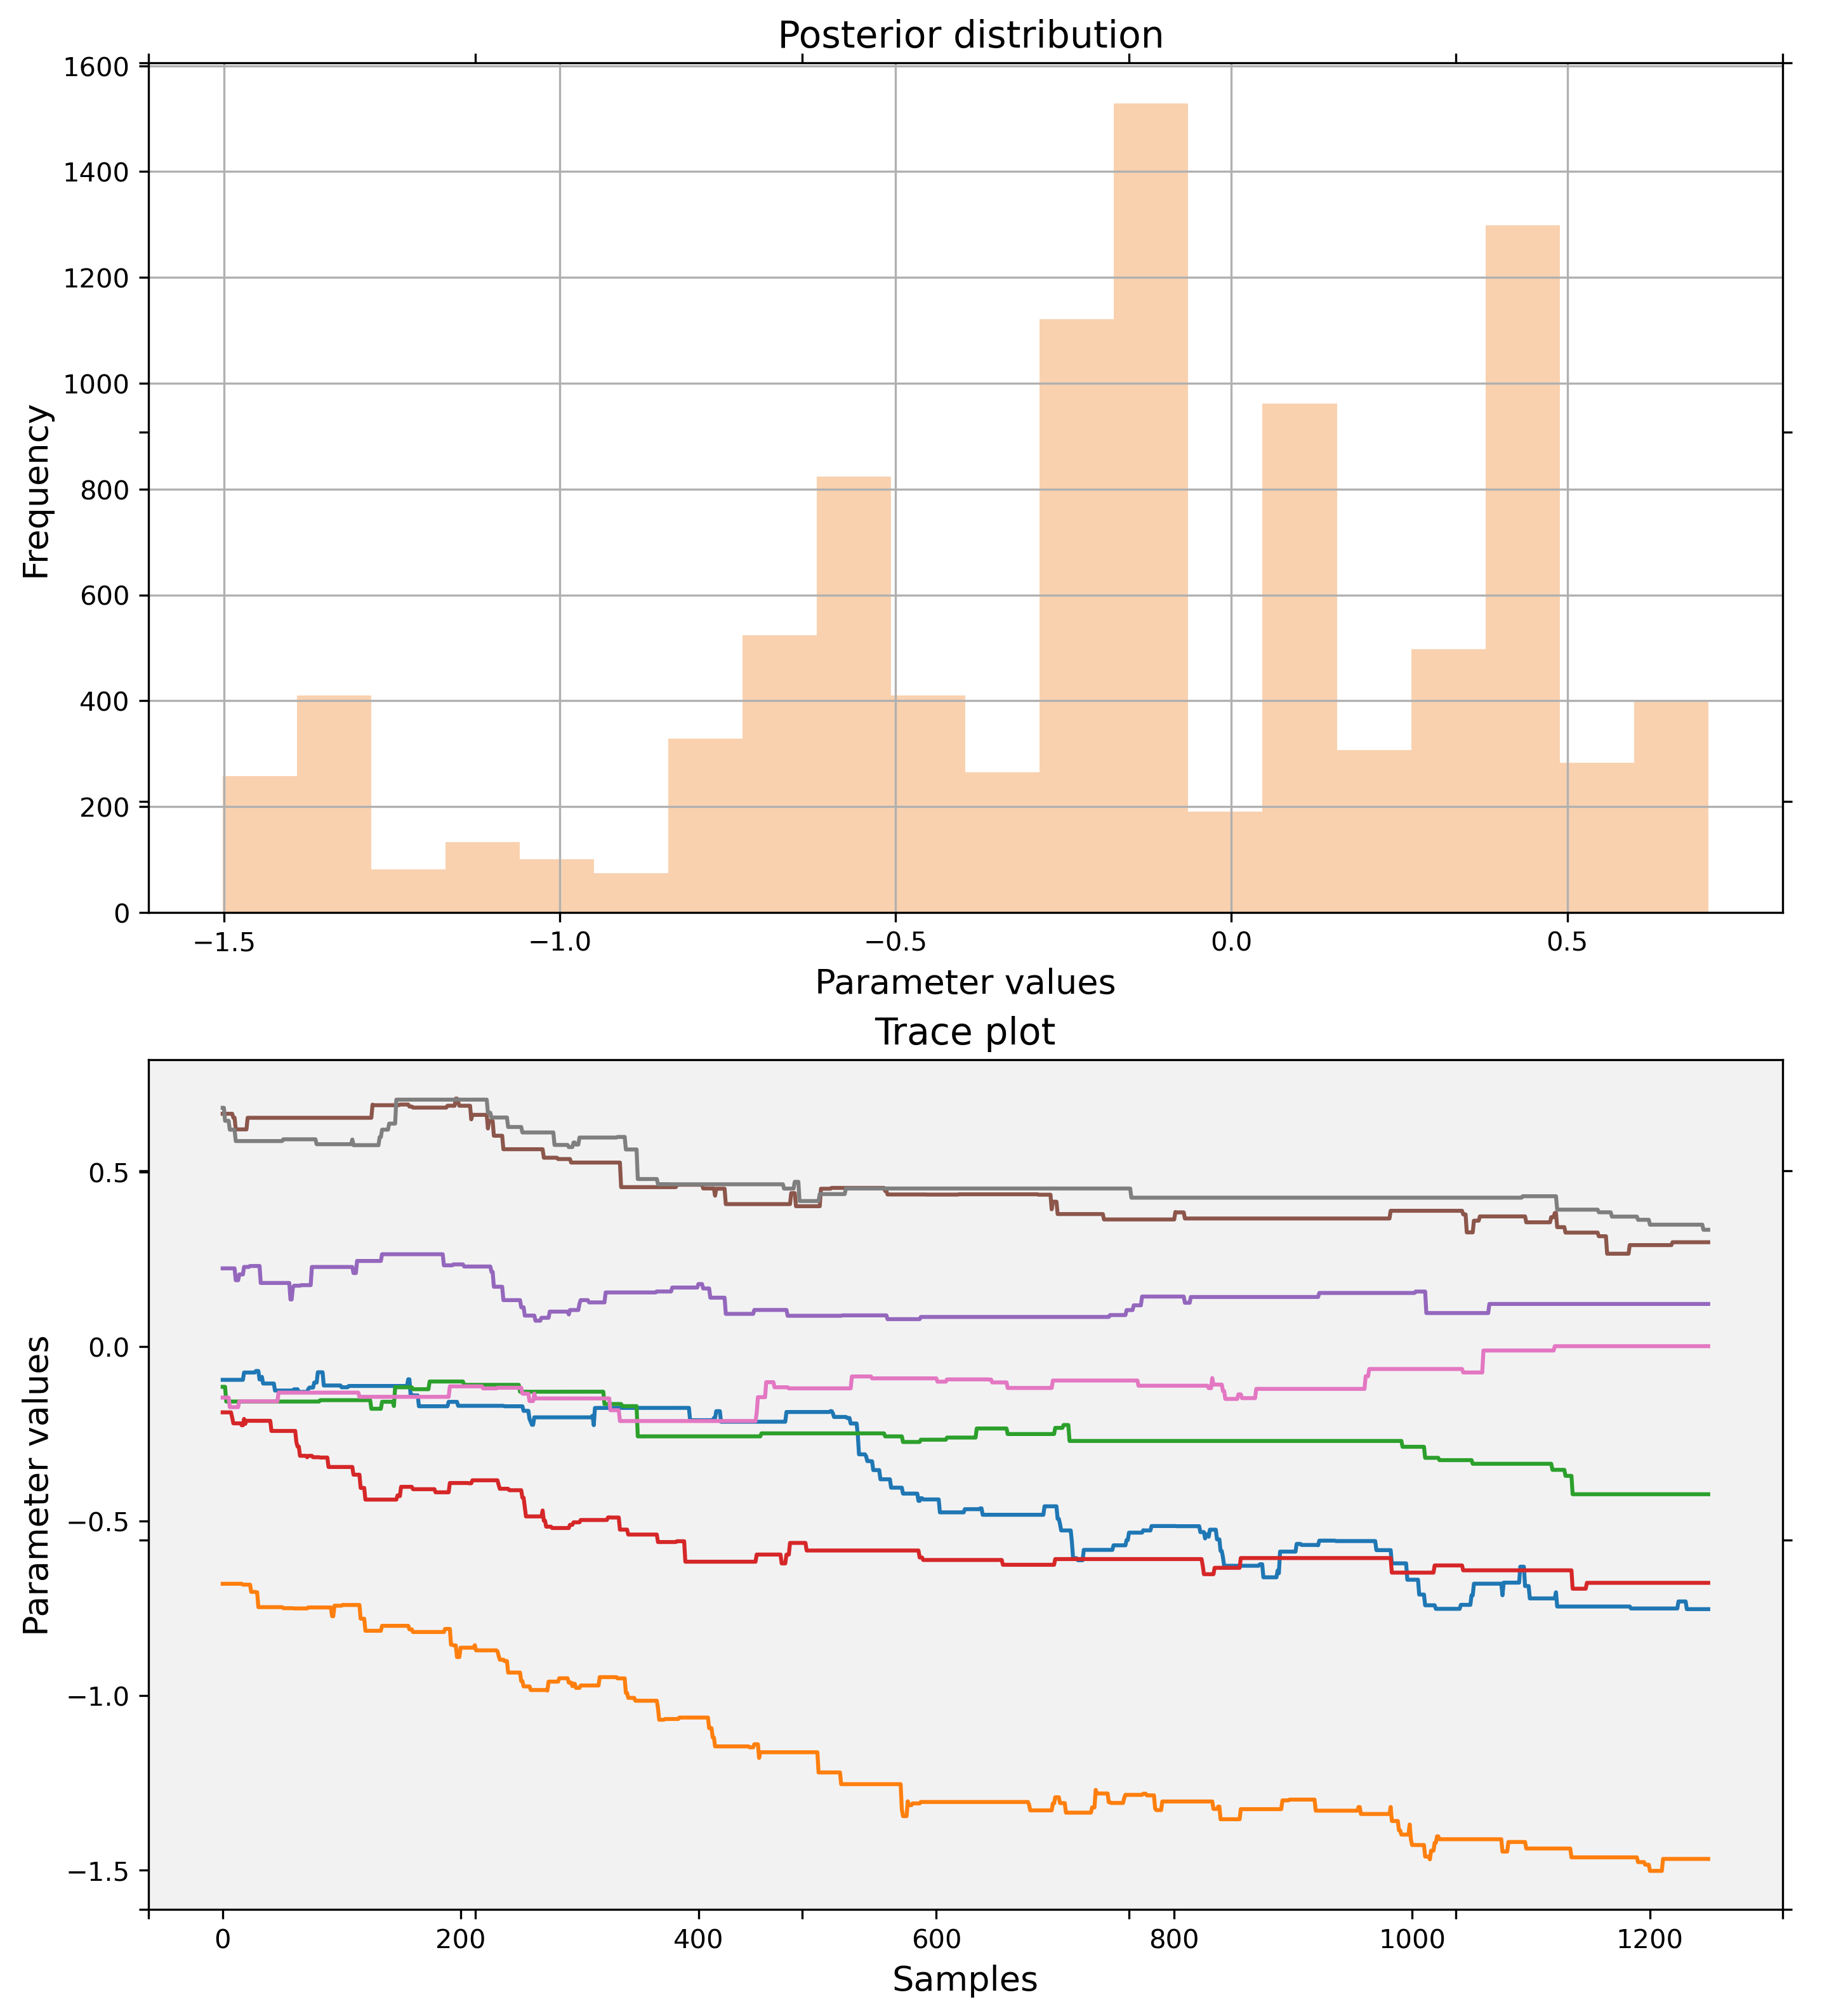 Posterior distribution
1600
1400
1200
1000
800
600
400
200
0
Frequency
−1.5 −1.0 −0.5 0.0 0.5
Parameter values
Trace plot
0.5
0.0
−0.5
−1.0
−1.5
Parameter values
0 200 400 600 800 1000 1200
Samples